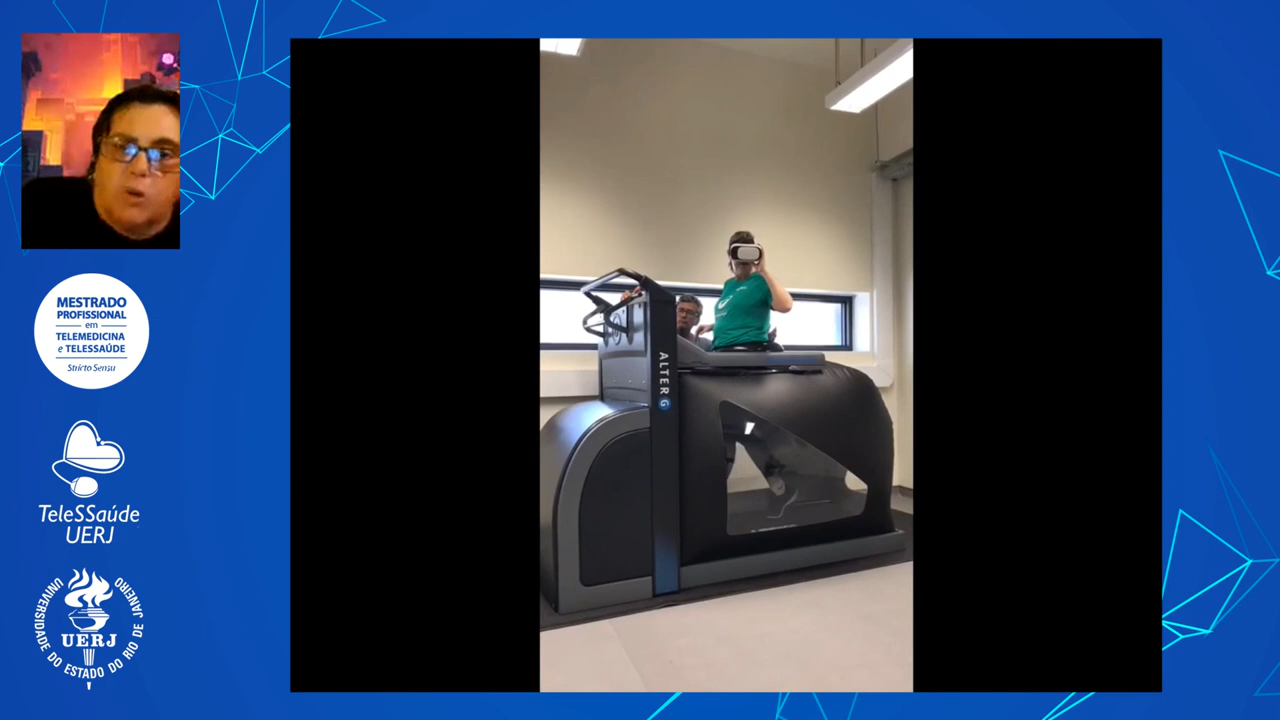 MESTRADO
PROFISSIONAL
em
TELEMEDICINA
e TELESSAÚDE
Stricto Sensu
TeleSSaúde
UERJ
UERJ
UNIVERSIDADE DO ESTADO DO RIO DE JANEIRO
ALTER G